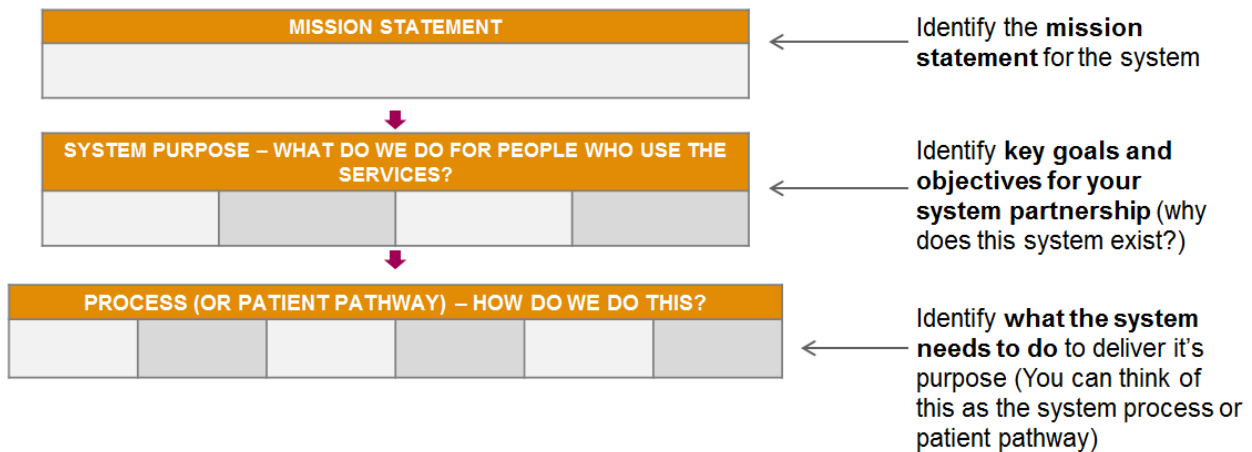 MISSION STATEMENT
Identify the mission
statement for the system
SYSTEM PURPOSE – WHAT DO WE DO FOR PEOPLE WHO USE THE
SERVICES?
Identify key goals and
objectives for your
system partnership (why
does this system exist?)
PROCESS (OR PATIENT PATHWAY) – HOW DO WE DO THIS?
Identify what the system
needs to do to deliver it's
purpose (You can think of
this as the system process or
patient pathway)